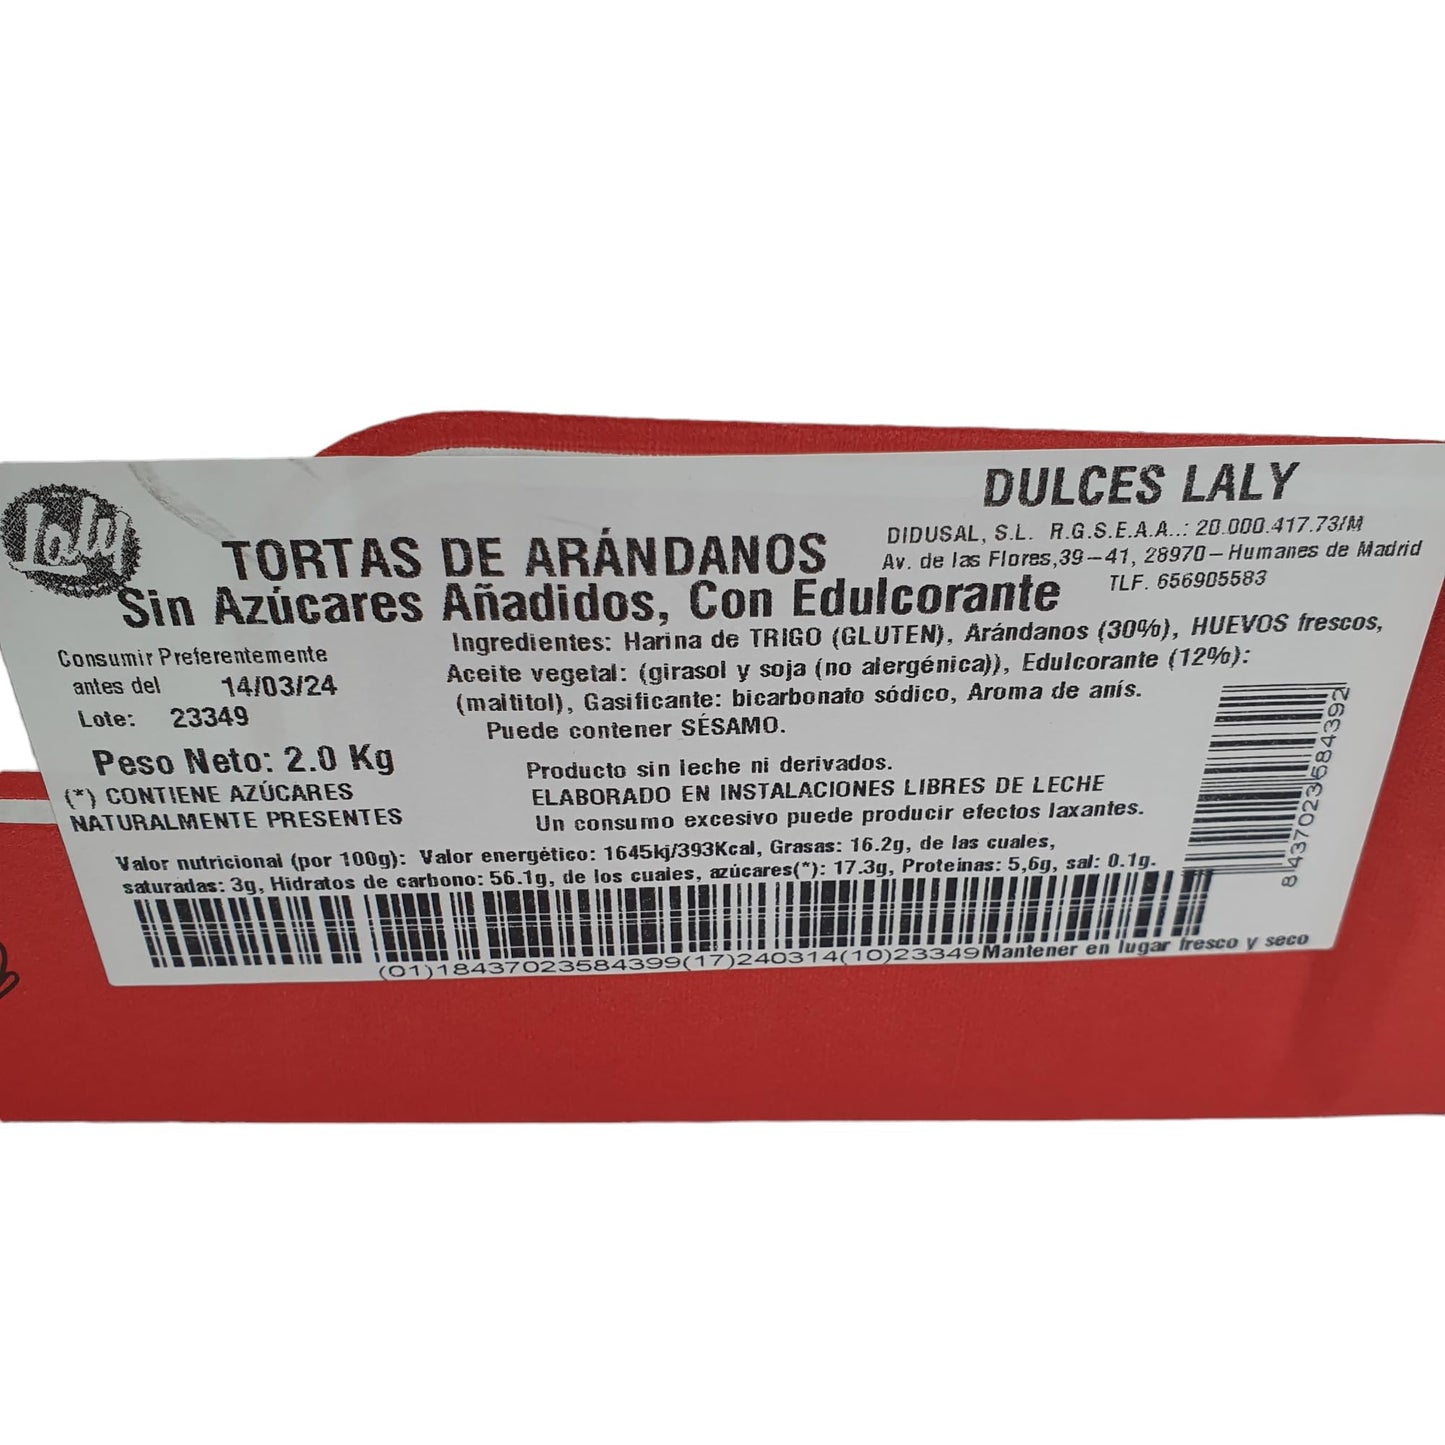 Laly
DULCES LALY
DIDUSAL, S.L. R.G.S.E.A.A..: 20.000.417.73/M
Av. de las Flores,39-41, 28970-Humanes de Madrid
TLF. 656905583
TORTAS DE ARÁNDANOS
Sin Azúcares Añadidos, Con Edulcorante
Consumir Preferentemente
antes del 14/03/24
Lote: 23349
Peso Neto: 2.0 Kg
(*) CONTIENE AZÚCARES
NATURALMENTE PRESENTES
Ingredientes: Harina de TRIGO (GLUTEN), Arándanos (30%), HUEVOS frescos,
Aceite vegetal: (girasol y soja (no alergénica)), Edulcorante (12%):
(maltitol), Gasificante: bicarbonato sódico, Aroma de anís.
Puede contener SÉSAMO.
Producto sin leche ni derivados.
ELABORADO EN INSTALACIONES LIBRES DE LECHE
Un consumo excesivo puede producir efectos laxantes.
Valor nutricional (por 100g): Valor energético: 1645kj/393Kcal, Grasas: 16.2g, de las cuales,
saturadas: 3g, Hidratos de carbono: 56.1g, de los cuales, azúcares(*): 17.3g, Proteínas: 5,6g, sal: 0.1g.
8437023584392
(01)18437023584399(17)240314(10)23349
Mantener en lugar fresco y seco